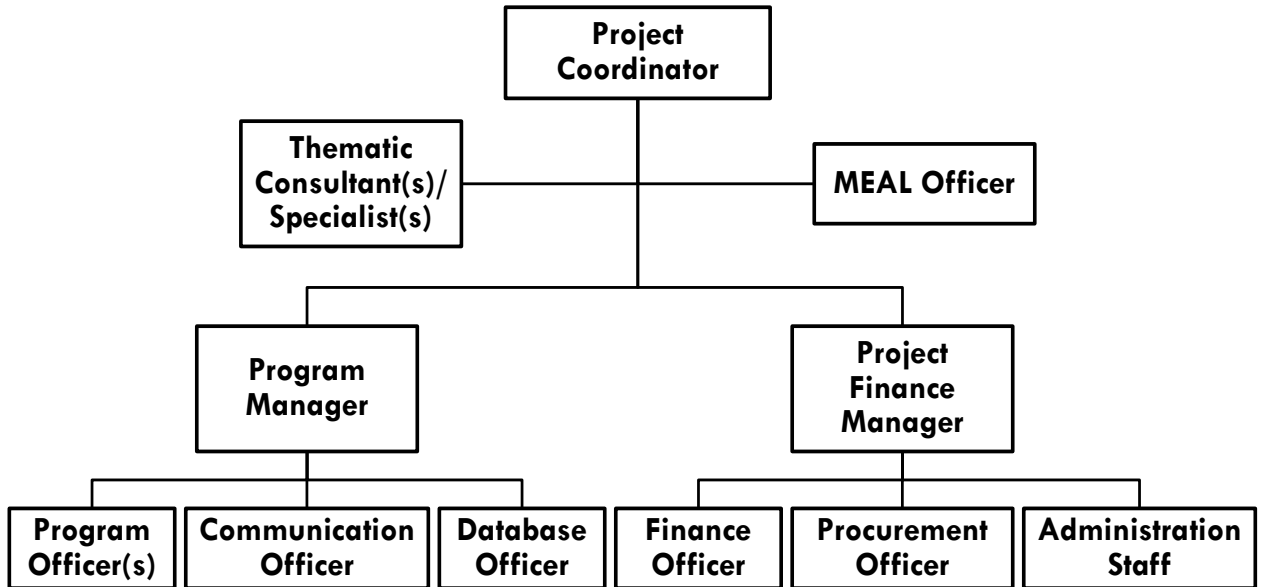 Project
Coordinator
Thematic
Consultant(s)/
Specialist(s)
MEAL Officer
Program
Manager
Project
Finance
Manager
Program
Officer(s)
Communication
Officer
Database
Officer
Finance
Officer
Procurement
Officer
Administration
Staff